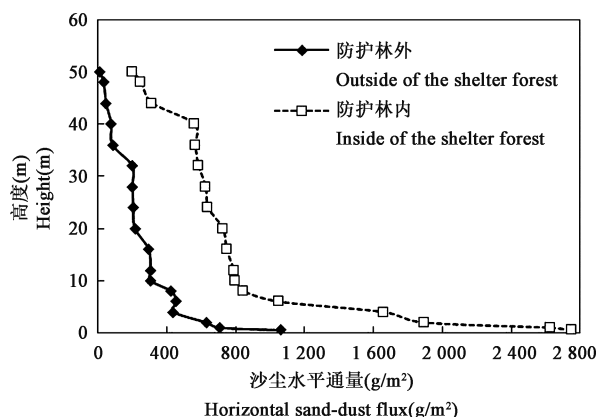 60
50
40
30
20
10
0
高度(m)
Height(m)
防护林外
Outside of the shelter forest
防护林内
Inside of the shelter forest
0 400 800 1 200 1 600 2 000 2 400 2 800
沙尘水平通量(g/m²)
Horizontal sand-dust flux(g/m²)